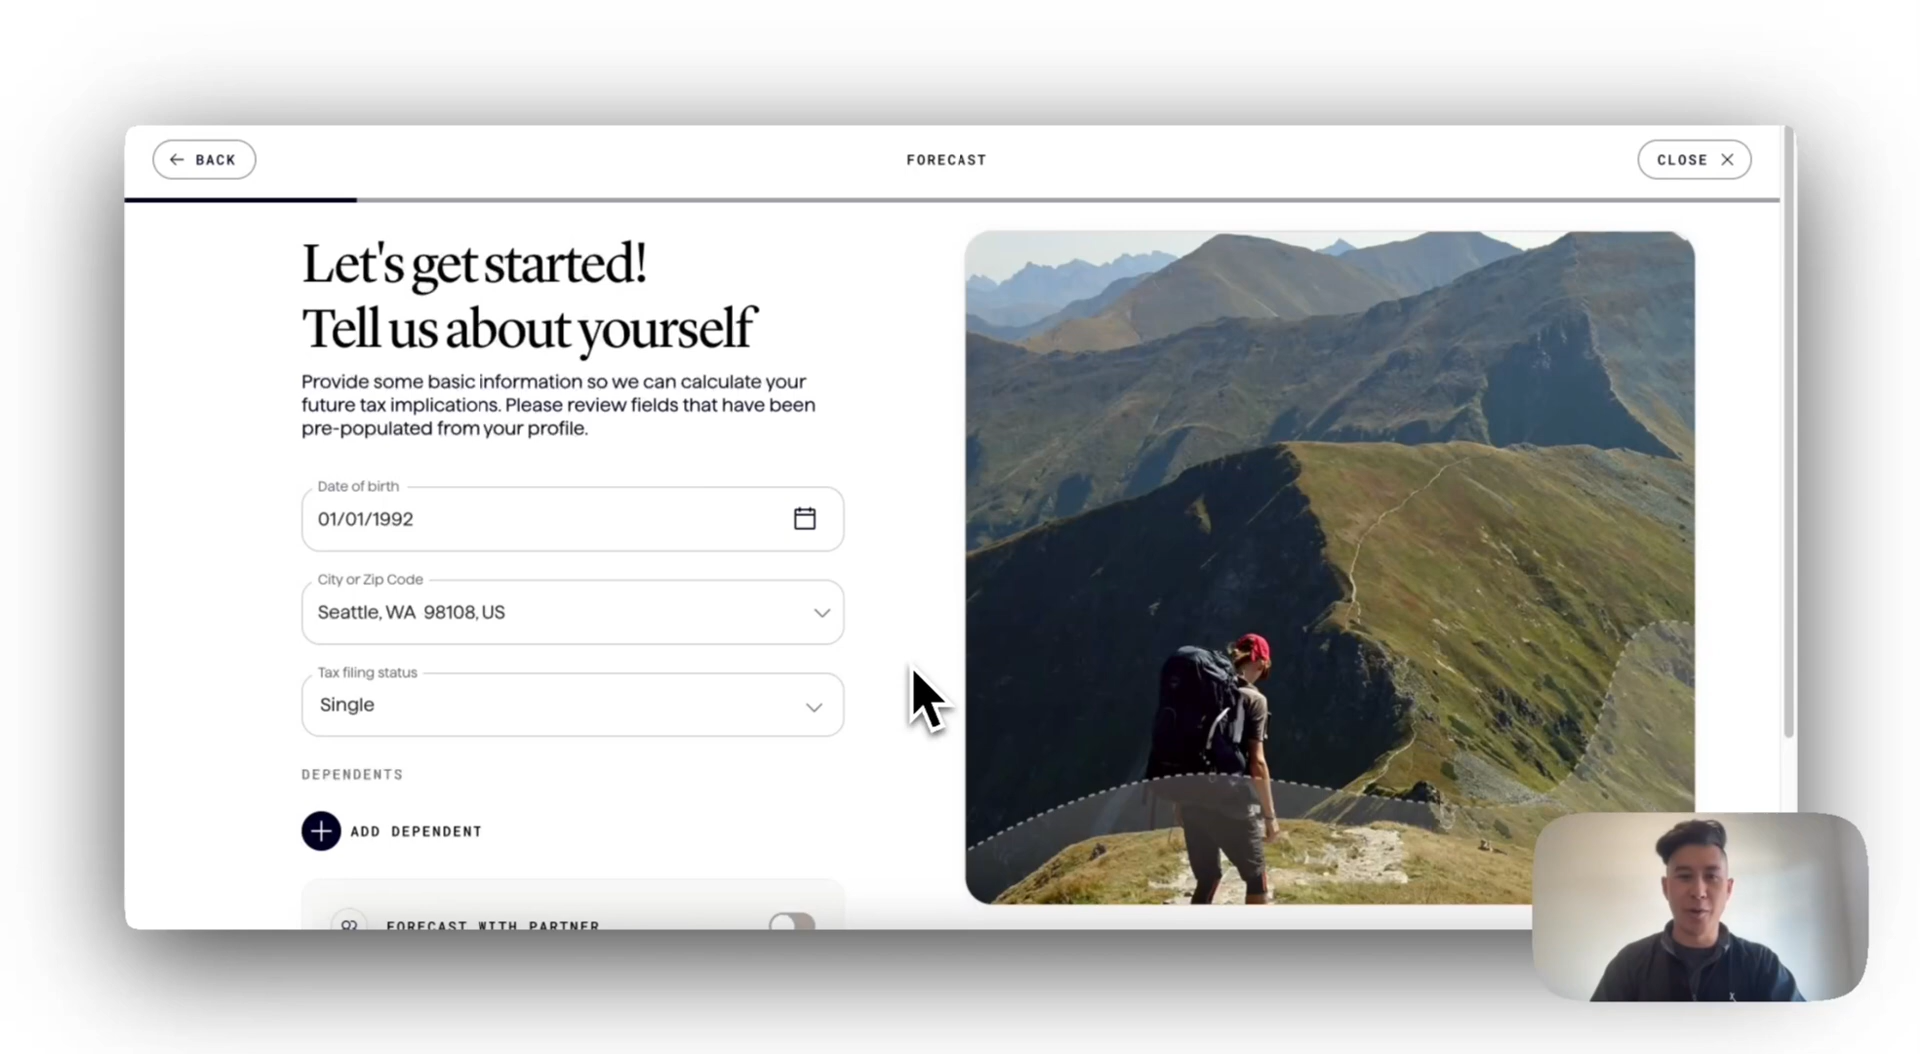 BACK
FORECAST
CLOSE
Let's get started!
Tell us about yourself
Provide some basic information so we can calculate your
future tax implications. Please review fields that have been
pre-populated from your profile.
Date of birth
01/01/1992
City or Zip Code
Seattle, WA 98108, US
Tax filing status
Single
DEPENDENTS
ADD DEPENDENT
FORECAST WITH PARTNER